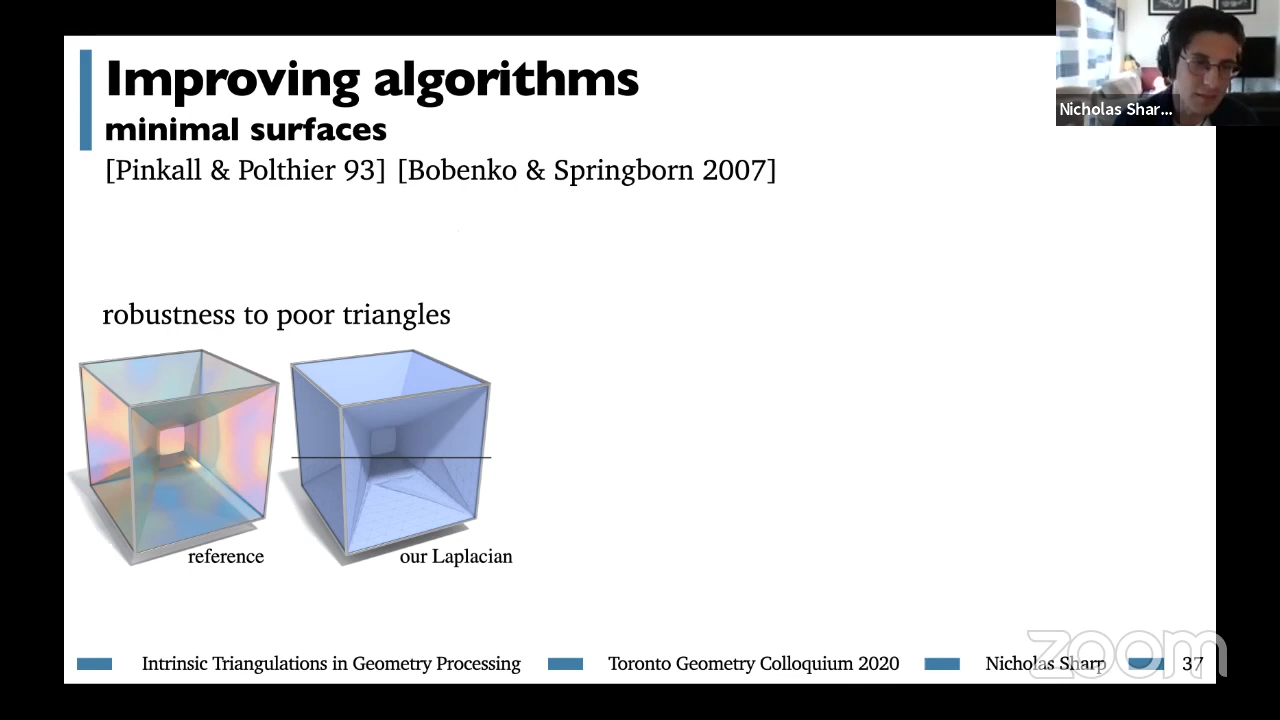 Improving algorithms
minimal surfaces
[Pinkall & Polthier 93] [Bobenko & Springborn 2007]
Nicholas Shar...
robustness to poor triangles
reference
our Laplacian
Intrinsic Triangulations in Geometry Processing
Toronto Geometry Colloquium 2020
Nicholas Sharp
37
zoom